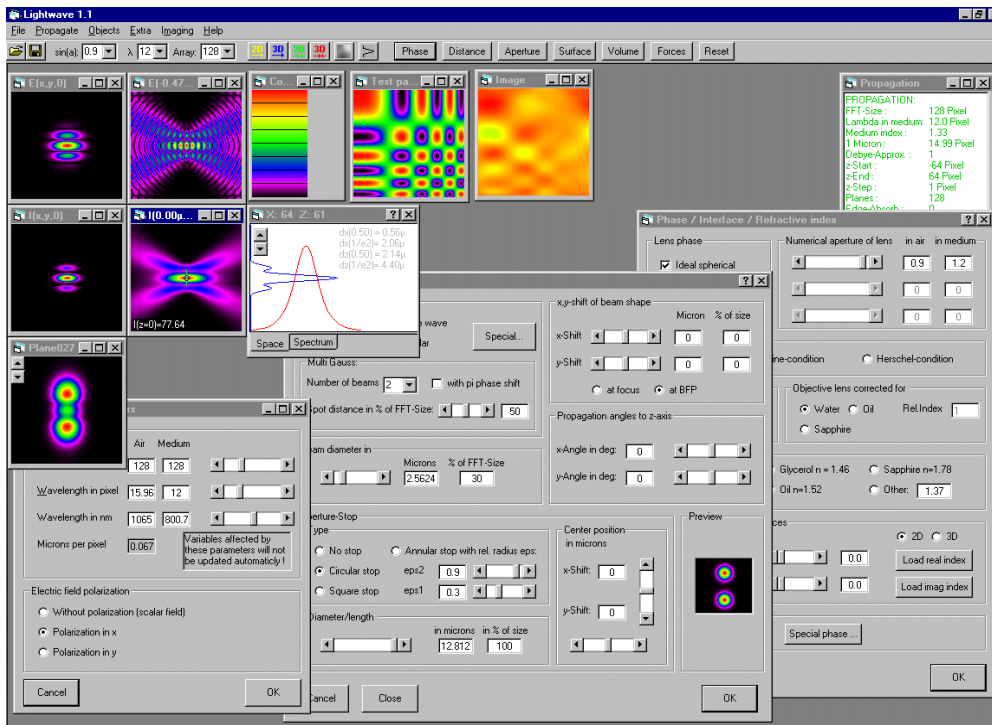 Lightwave 1.1
File Propagate Objects Extra Imaging Help
sin(a): 0.9 λ 12 Array: 128 2D 3D 2D 3D Phase Distance Aperture Surface Volume Forces Reset
E(x,y,0)
E(-0.47...
Co...
Test pa...
Image
Propagation
PROPAGATION:
FFT-Size : 128 Pixel
Lambda in medium: 12.0 Pixel
Medium index : 1.33
1 Micron : 14.99 Pixel
Debye-Approx. : 1
z-Start : -64 Pixel
z-End : 64 Pixel
z-Step : 1 Pixel
Planes : 128
Edge-Absorb : 0
I(x,y,0)
I(0.00µ...
I(z=0)=77.64
X: 64 Z: 61
dx(0.50) = 0.56µ
dx(1/e2)= 2.06µ
dz(0.50) = 2.14µ
dz(1/e2)= 4.40µ
Space Spectrum
Phase / Interface / Refractive index
Lens phase
Ideal spherical
Numerical aperture of lens in air in medium
0.9 1.2
0 0
0 0
Herschel-condition
Objective lens corrected for
Water Oil Rel.Index 1
Sapphire
Glycerol n = 1.46 Sapphire n=1.78
Oil n=1.52 Other: 1.37
2D 3D
0.0 Load real index
0.0 Load imag index
Special phase ...
OK
wave
Special...
Multi Gauss:
Number of beams 2 with pi phase shift
Spot distance in % of FFT-Size: 50
diameter in
Microns % of FFT-Size
2.5624 30
x,y-shift of beam shape
Micron % of size
x-Shift 0 0
y-Shift 0 0
at focus at BFP
Propagation angles to z-axis
x-Angle in deg: 0
y-Angle in deg: 0
Type
No stop Annular stop with rel. radius eps:
Circular stop eps2 0.9
Square stop eps1 0.3
Diameter/length
in microns in % of size
12.812 100
Center position
in microns
x-Shift: 0
y-Shift: 0
Preview
Close
OK
Plane027
Air Medium
128 128
Wavelength in pixel 15.96 12
Wavelength in nm 1065 800.7
Microns per pixel 0.067
Variables affected by
these parameters will not
be updated automaticly !
Electric field polarization
Without polarization (scalar field)
Polarization in x
Polarization in y
Cancel OK